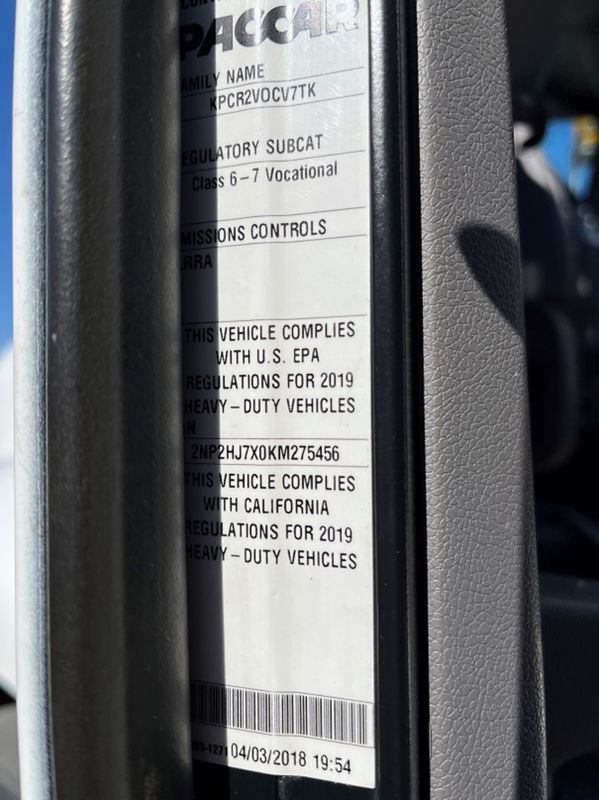 PACCAR
AMILY NAME
KPCR2VOCV7TK
EGULATORY SUBCAT
Class 6-7 Vocational
MISSIONS CONTROLS
RRA
THIS VEHICLE COMPLIES
WITH U.S. EPA
REGULATIONS FOR 2019
HEAVY-DUTY VEHICLES
N
2NP2HJ7X0KM275456
THIS VEHICLE COMPLIES
WITH CALIFORNIA
REGULATIONS FOR 2019
HEAVY-DUTY VEHICLES
53-1271 04/03/2018 19:54